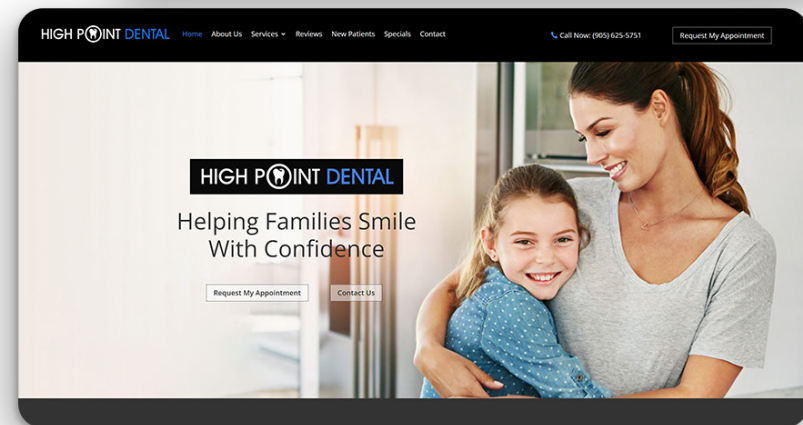 HIGH POINT DENTAL
Home About Us Services Reviews New Patients Specials Contact
Call Now: (905) 625-5751
Request My Appointment
HIGH POINT DENTAL
Helping Families Smile
With Confidence
Request My Appointment
Contact Us